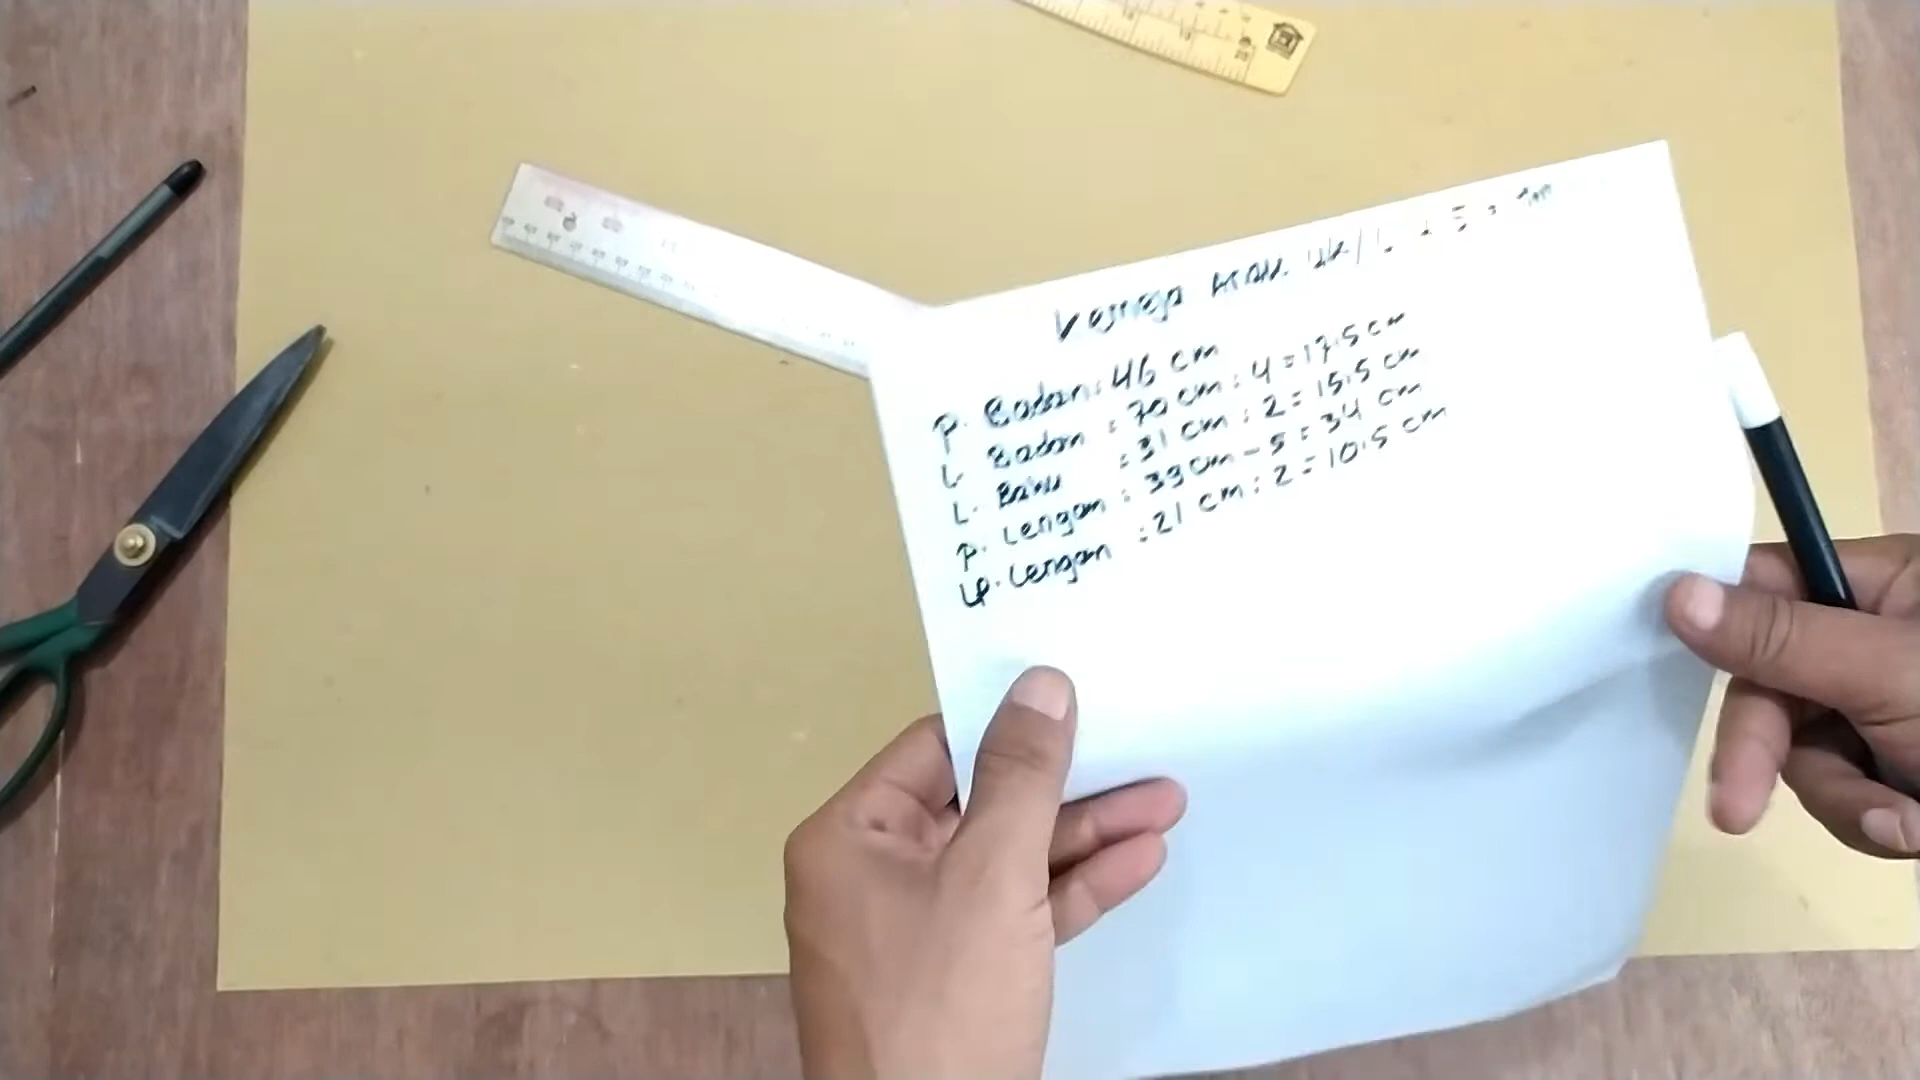 Kemeja Anak
P. Badan : 46 cm
L. Badan : 70 cm : 4 = 17.5 cm
L. Bahu : 31 cm : 2 = 15.5 cm
P. Lengan : 39 cm - 5 = 34 cm
Lengan : 21 cm : 2 = 10.5 cm